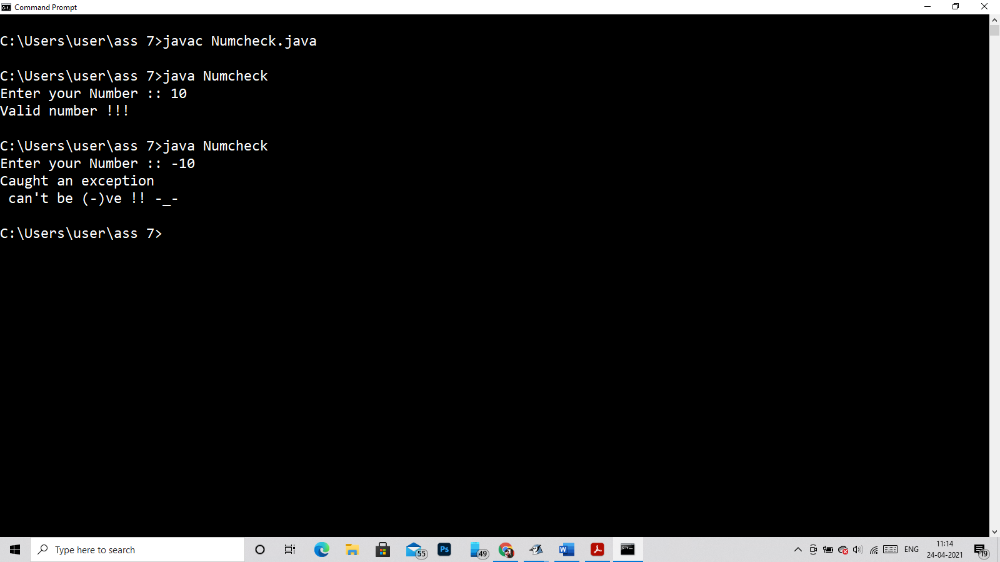 Command Prompt
C:\Users\user\ass 7>javac Numcheck.java
C:\Users\user\ass 7>java Numcheck
Enter your Number :: 10
Valid number !!!
C:\Users\user\ass 7>java Numcheck
Enter your Number :: -10
Caught an exception
 can't be (-)ve !! -_-
C:\Users\user\ass 7>
Type here to search
55
Ps
49
W
ENG
11:14
24-04-2021
19